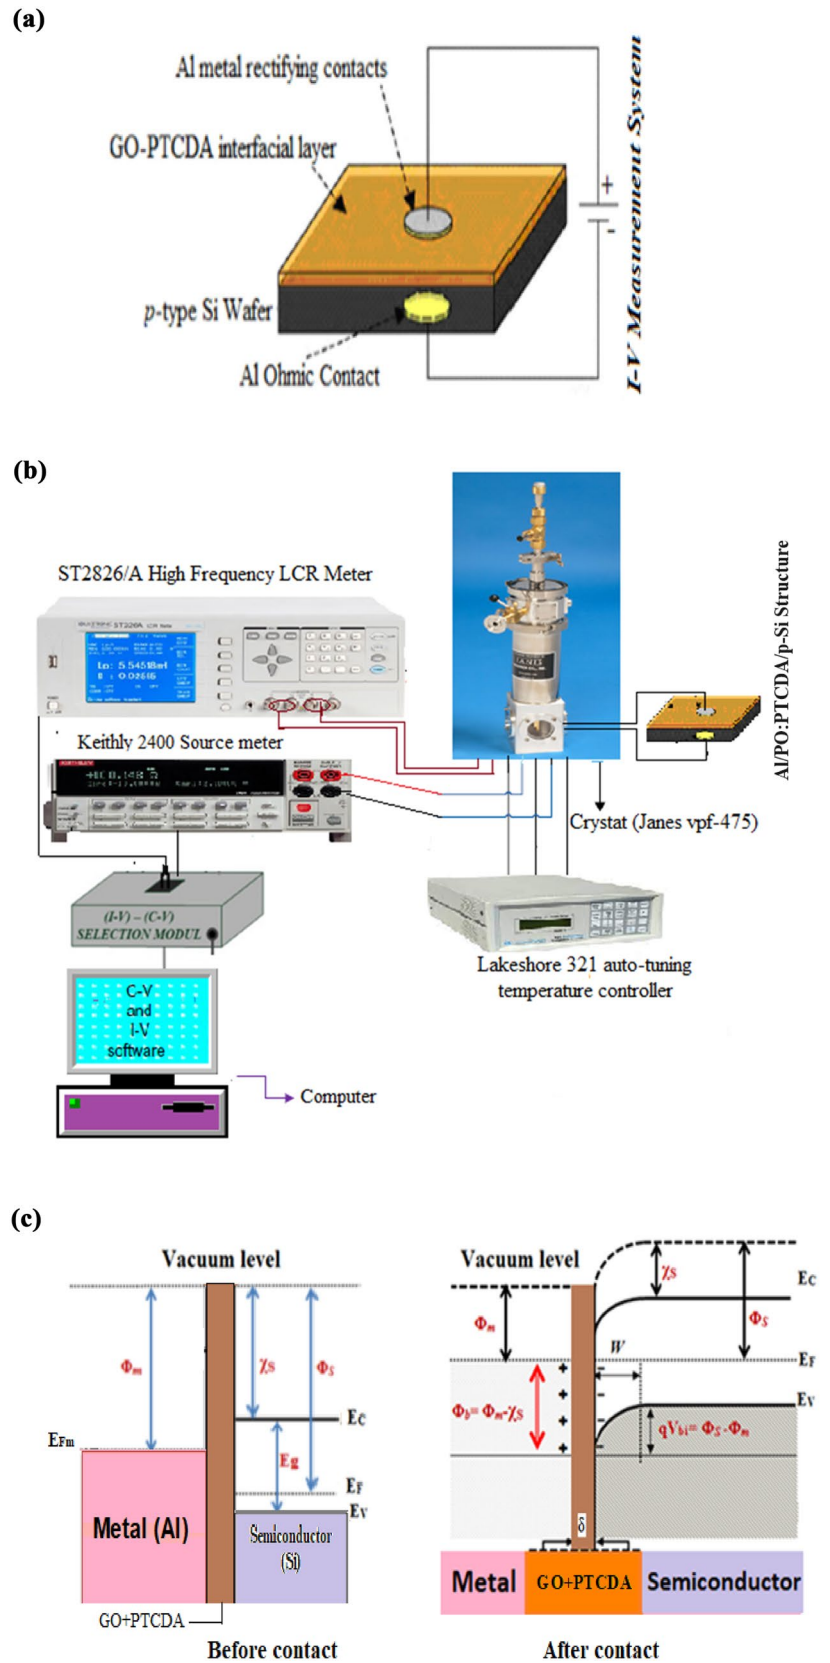 (a)
Al metal rectifying contacts
GO-PTCDA interfacial layer
p-type Si Wafer
Al Ohmic Contact
+
-
I-V Measurement System
(b)
ST2826/A High Frequency LCR Meter
Keithly 2400 Source meter
(I-V) – (C-V)
SELECTION MODUL
C-V
and
I-V
software
Computer
Al/PO:PTCDA/p-Si Structure
Crystat (Janes vpf-475)
Lakeshore 321 auto-tuning
temperature controller
(c)
Vacuum level
Φm
χS
ΦS
EC
EFm
Eg
EF
EV
Metal (Al)
Semiconductor
(Si)
GO+PTCDA
Before contact
Vacuum level
χS
EC
Φm
ΦS
W
EF
Φb= Φm-χS
+ -
+ -
+ -
+ -
EV
qVbi= ΦS-Φm
δ
Metal
GO+PTCDA
Semiconductor
After contact